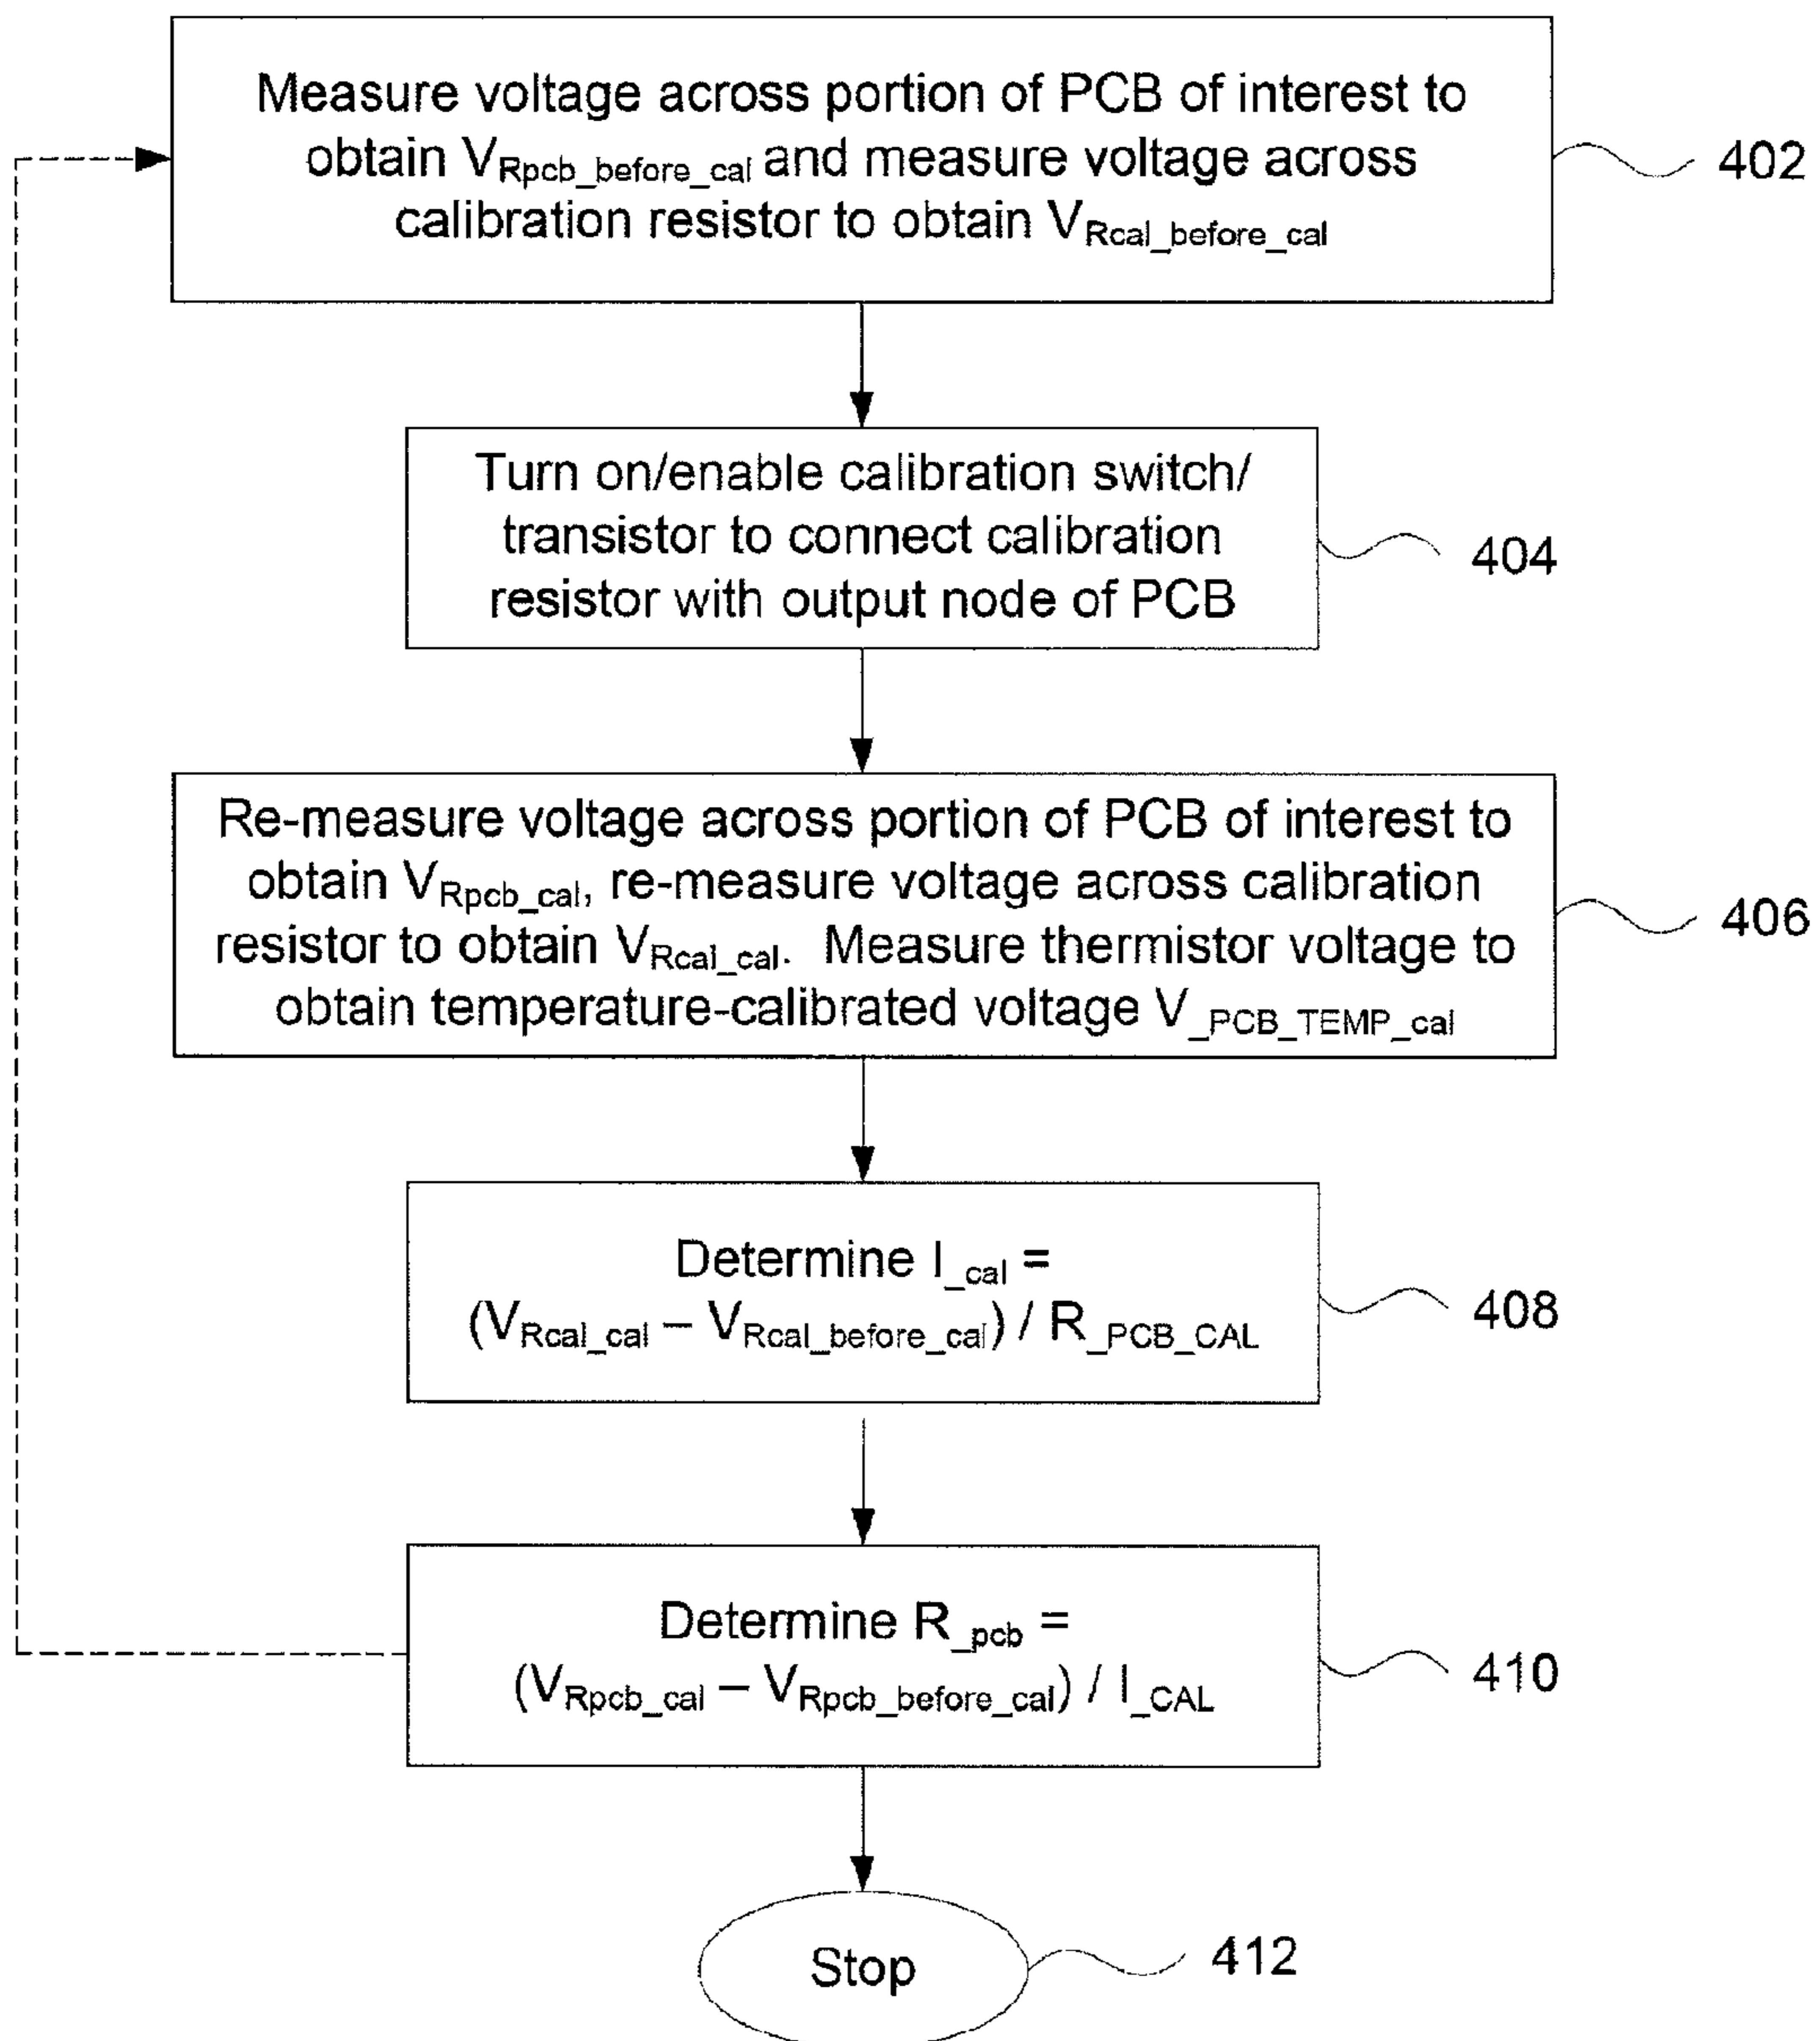 Measure voltage across portion of PCB of interest to
obtain VRpcb_before_cal and measure voltage across
calibration resistor to obtain VRcal_before_cal
402
Turn on/enable calibration switch/
transistor to connect calibration
resistor with output node of PCB
404
Re-measure voltage across portion of PCB of interest to
obtain VRpcb_cal, re-measure voltage across calibration
resistor to obtain VRcal_cal. Measure thermistor voltage to
obtain temperature-calibrated voltage V_PCB_TEMP_cal
406
Determine I_cal =
(VRcal_cal – VRcal_before_cal) / R_PCB_CAL
408
Determine R_pcb =
(VRpcb_cal – VRpcb_before_cal) / I_CAL
410
Stop
412